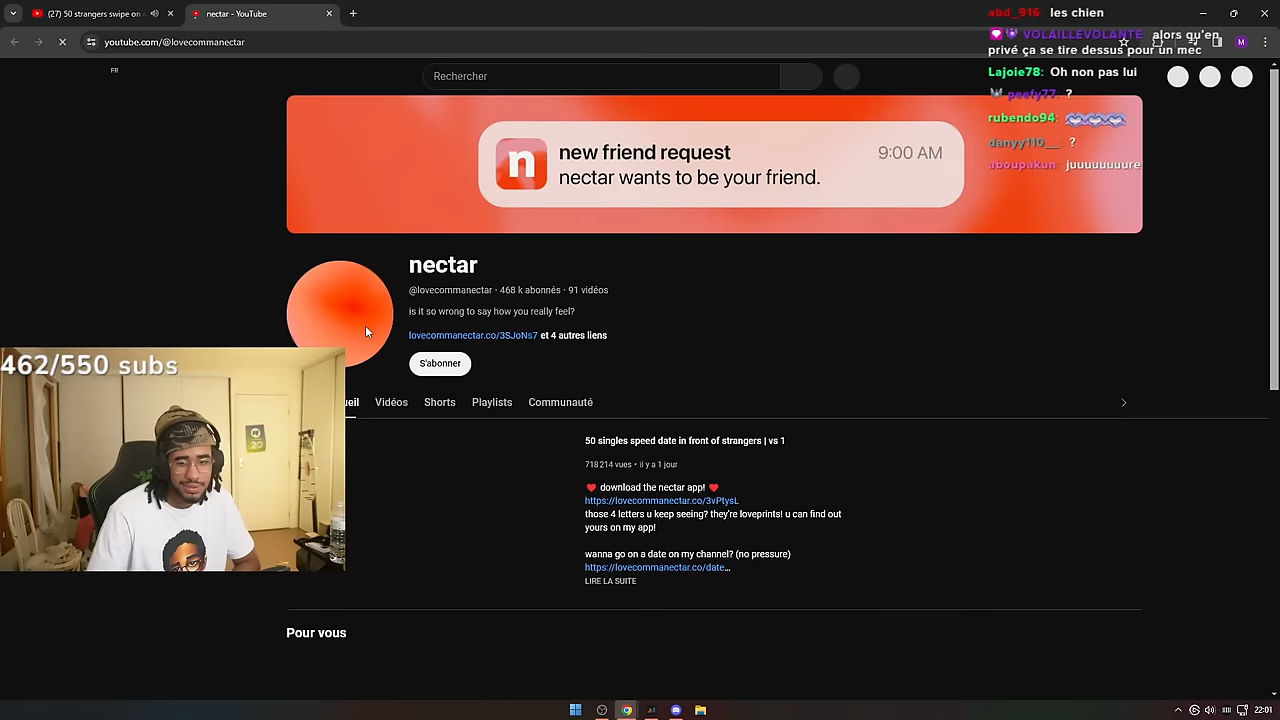 (27) 50 strangers swipe on
nectar - YouTube
youtube.com/@lovecommanectar
FR
Rechercher
abd_916 les chien
VOLAILLEVOLANTE alors qu'en
privé ça se tire dessus pour un mec
Lajoie78: Oh non pas lui
peefy77: ?
rubendo94:
danyy110__ ?
aboupakun: juuuuuuuure
n
new friend request
9:00 AM
nectar wants to be your friend.
nectar
@lovecommanectar · 468 k abonnés · 91 vidéos
is it so wrong to say how you really feel?
lovecommanectar.co/3SJoNs7 et 4 autres liens
S'abonner
462/550 subs
eil Vidéos Shorts Playlists Communauté
50 singles speed date in front of strangers | vs 1
718 214 vues • il y a 1 jour
download the nectar app!
https://lovecommanectar.co/3vPtysL
those 4 letters u keep seeing? they're loveprints! u can find out
yours on my app!
wanna go on a date on my channel? (no pressure)
https://lovecommanectar.co/date…
LIRE LA SUITE
20
Pour vous
M
22:01